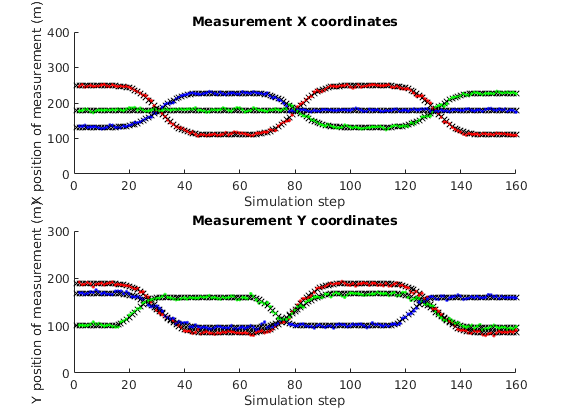 Measurement X coordinates
X position of measurement (m)
400
300
200
100
0
0 20 40 60 80 100 120 140 160
Simulation step
Measurement Y coordinates
Y position of measurement (m)
300
200
100
0
0 20 40 60 80 100 120 140 160
Simulation step